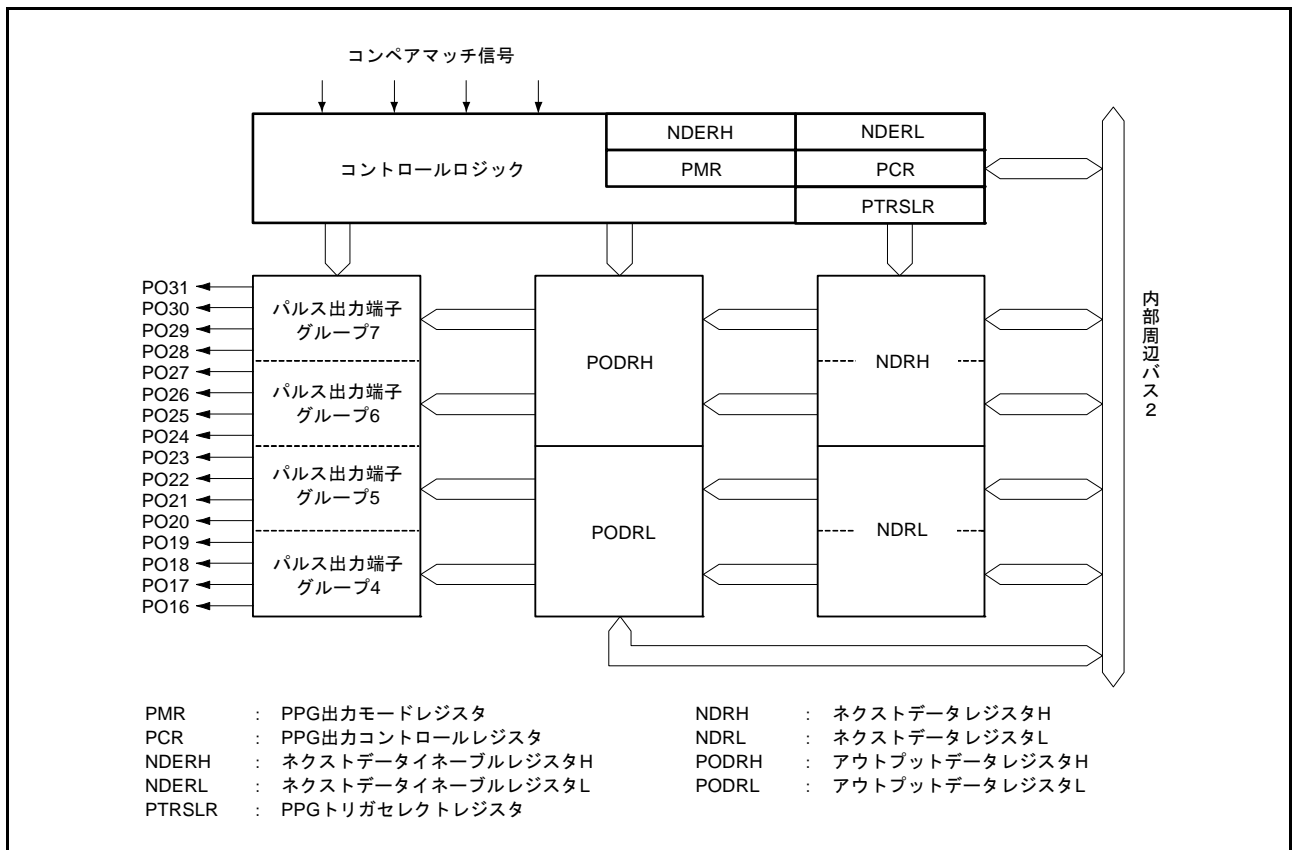 コンペアマッチ信号
NDERH
NDERL
コントロールロジック
PMR
PCR
PTRSLR
PO31
PO30
PO29
PO28
PO27
PO26
PO25
PO24
PO23
PO22
PO21
PO20
PO19
PO18
PO17
PO16
パルス出力端子
グループ7
パルス出力端子
グループ6
パルス出力端子
グループ5
パルス出力端子
グループ4
PODRH
PODRL
NDRH
NDRL
内部周辺バス2
PMR : PPG出力モードレジスタ
PCR : PPG出力コントロールレジスタ
NDERH : ネクストデータイネーブルレジスタH
NDERL : ネクストデータイネーブルレジスタL
PTRSLR : PPGトリガセレクトレジスタ
NDRH : ネクストデータレジスタH
NDRL : ネクストデータレジスタL
PODRH : アウトプットデータレジスタH
PODRL : アウトプットデータレジスタL